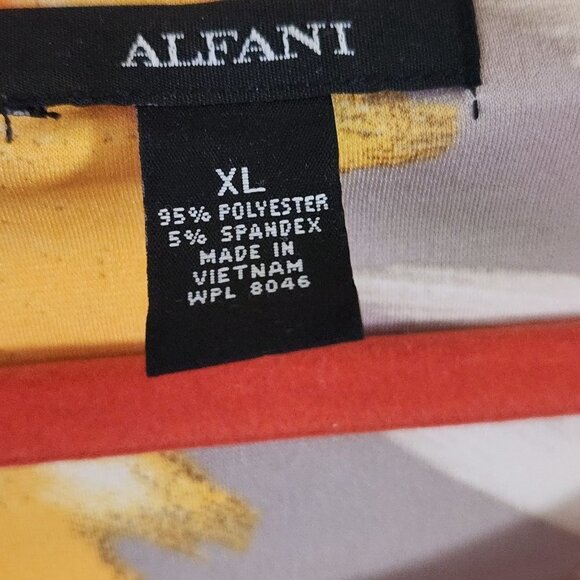 ALFANI
XL
95% POLYESTER
5% SPANDEX
MADE IN
VIETNAM
WPL 8046